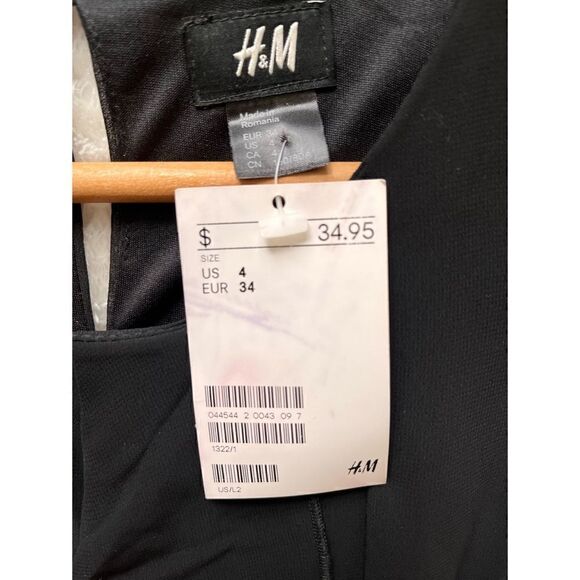 H&M
Made in
Romania
EUR 34
US 4
CA 4
CN
$ 34.95
SIZE
US 4
EUR 34
044544 2 0043 09 7
1322/1
US/L2
H&M